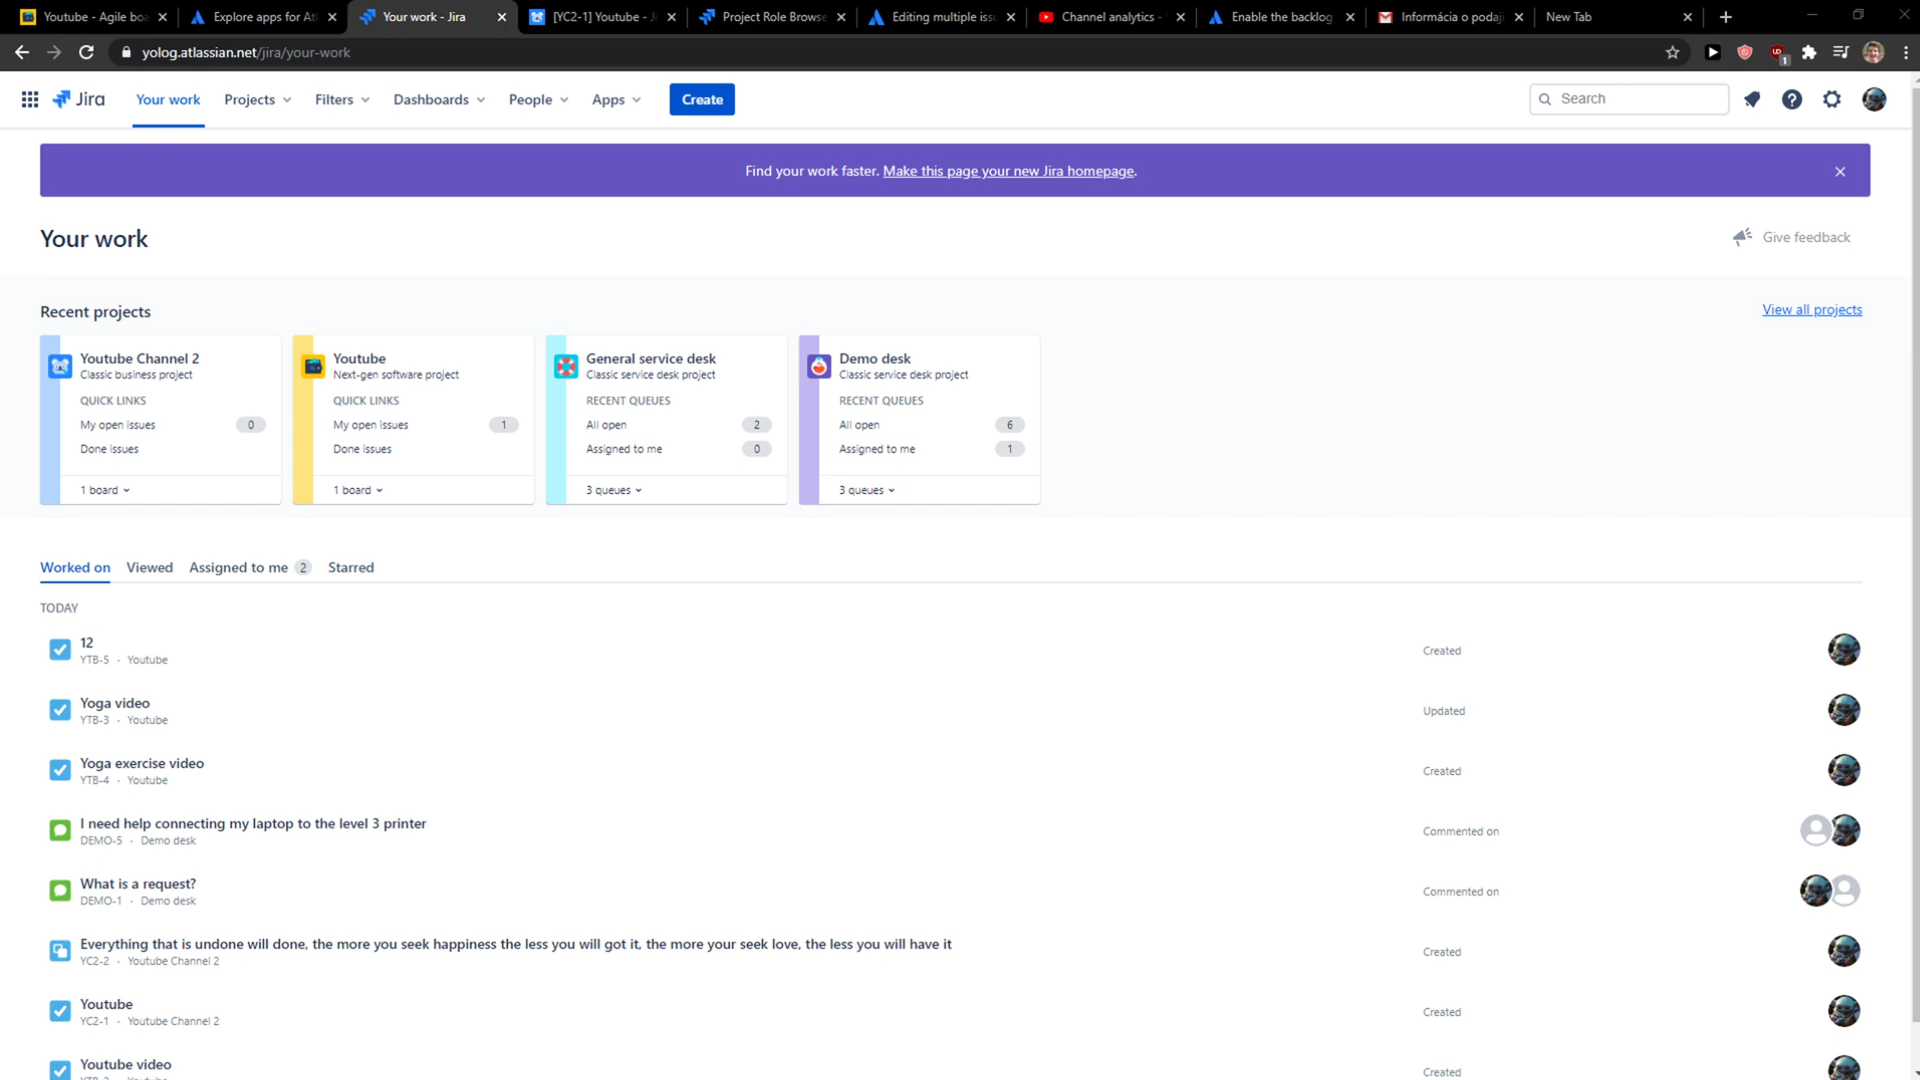 Youtube - Agile boa
Explore apps for Atl
Your work - Jira
[YC2-1] Youtube - Ji
Project Role Browse
Editing multiple issu
Channel analytics -
Enable the backlog
Informácia o podaj
New Tab
yolog.atlassian.net/jira/your-work
1
Jira
Your work
Projects
Filters
Dashboards
People
Apps
Create
Search
Find your work faster. Make this page your new Jira homepage.
Your work
Give feedback
Recent projects
View all projects
Youtube Channel 2
Classic business project
QUICK LINKS
My open issues 0
Done issues
1 board
Youtube
Next-gen software project
QUICK LINKS
My open issues 1
Done issues
1 board
General service desk
Classic service desk project
RECENT QUEUES
All open 2
Assigned to me 0
3 queues
Demo desk
Classic service desk project
RECENT QUEUES
All open 6
Assigned to me 1
3 queues
Worked on
Viewed
Assigned to me 2
Starred
TODAY
12
YTB-5 · Youtube
Created
Yoga video
YTB-3 · Youtube
Updated
Yoga exercise video
YTB-4 · Youtube
Created
I need help connecting my laptop to the level 3 printer
DEMO-5 · Demo desk
Commented on
What is a request?
DEMO-1 · Demo desk
Commented on
Everything that is undone will done, the more you seek happiness the less you will got it, the more your seek love, the less you will have it
YC2-2 · Youtube Channel 2
Created
Youtube
YC2-1 · Youtube Channel 2
Created
Youtube video
Created